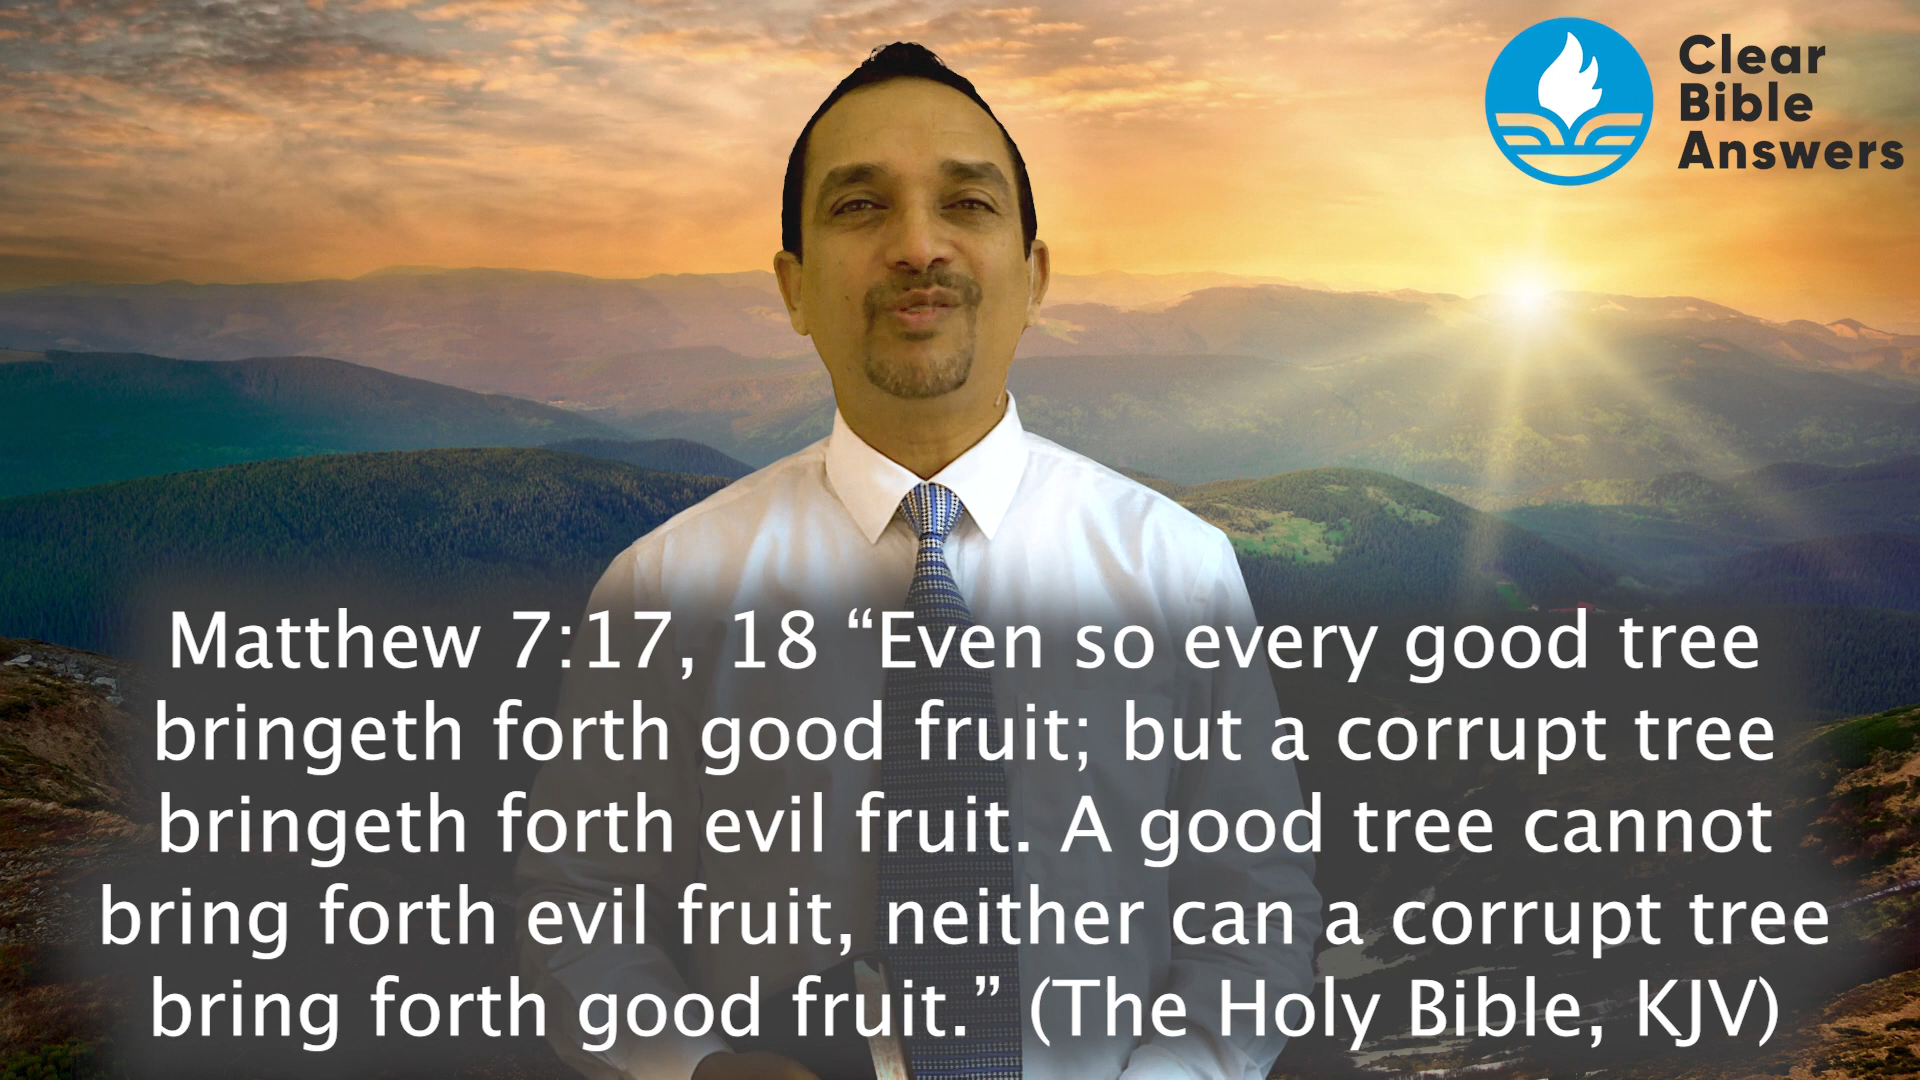 Clear
Bible
Answers
Matthew 7:17, 18 “Even so every good tree
bringeth forth good fruit; but a corrupt tree
bringeth forth evil fruit. A good tree cannot
bring forth evil fruit, neither can a corrupt tree
bring forth good fruit.” (The Holy Bible, KJV)